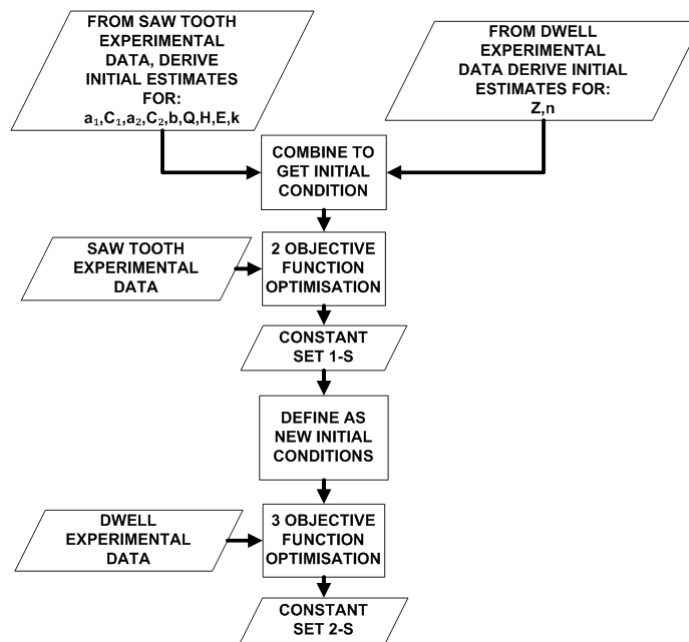 FROM SAW TOOTH
EXPERIMENTAL
DATA, DERIVE
INITIAL ESTIMATES
FOR:
a₁,C₁,a₂,C₂,b,Q,H,E,k
FROM DWELL
EXPERIMENTAL
DATA DERIVE INITIAL
ESTIMATES FOR:
Z,n
COMBINE TO
GET INITIAL
CONDITION
SAW TOOTH
EXPERIMENTAL
DATA
2 OBJECTIVE
FUNCTION
OPTIMISATION
CONSTANT
SET 1-S
DEFINE AS
NEW INITIAL
CONDITIONS
DWELL
EXPERIMENTAL
DATA
3 OBJECTIVE
FUNCTION
OPTIMISATION
CONSTANT
SET 2-S